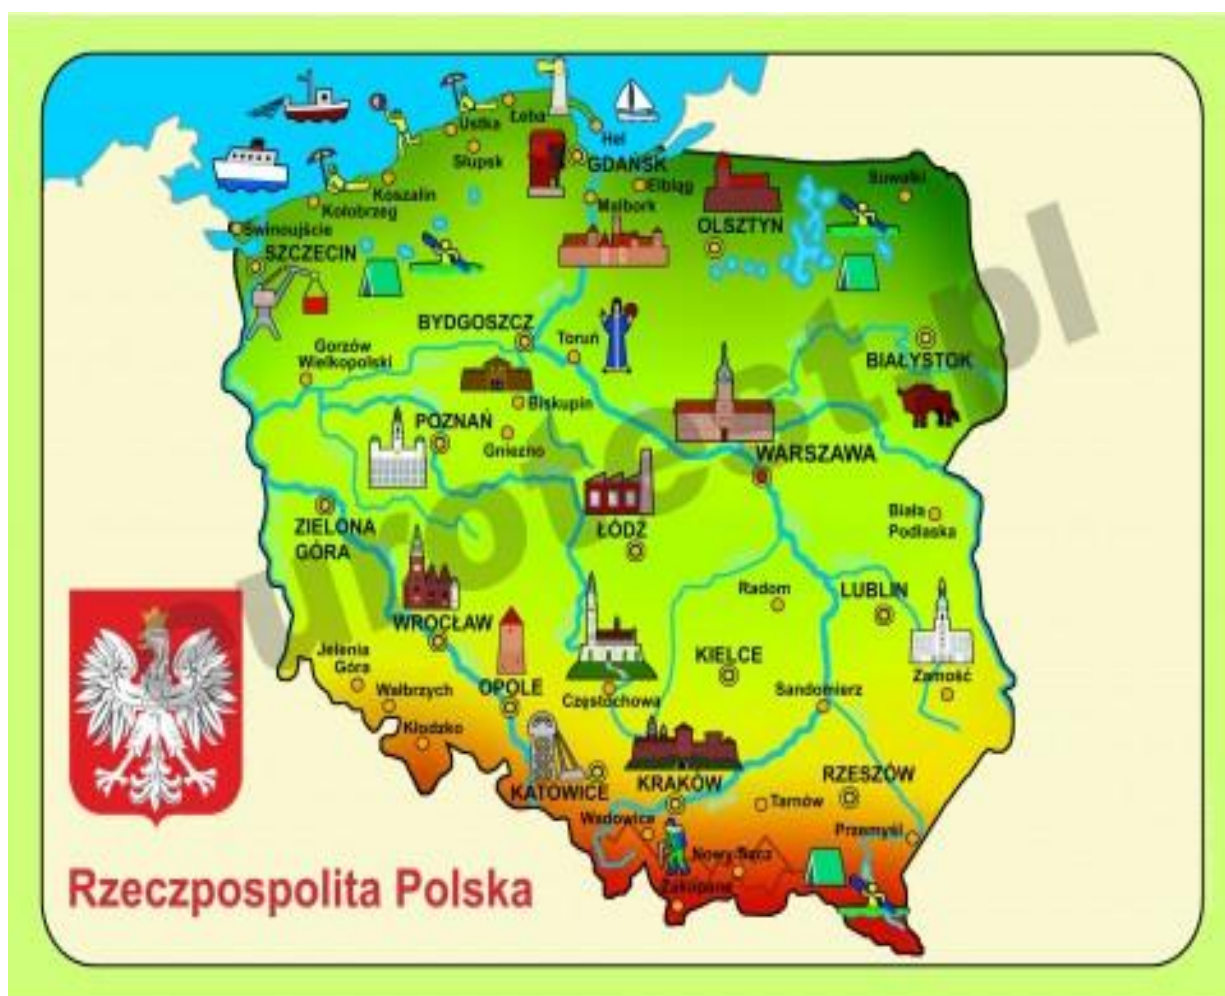 Łeba
Ustka
Hel
Słupsk
GDAŃSK
Elbląg
Suwałki
Koszalin
Malbork
Kołobrzeg
OLSZTYN
Świnoujście
SZCZECIN
BYDGOSZCZ
Toruń
Gorzów
Wielkopolski
BIAŁYSTOK
Biskupin
POZNAŃ
Gniezno
WARSZAWA
Biała
Podlaska
ZIELONA
GÓRA
ŁÓDŹ
Radom
LUBLIN
WROCŁAW
Jelenia
Góra
KIELCE
Zamość
OPOLE
Wałbrzych
Częstochowa
Sandomierz
Kłodzko
KATOWICE
KRAKÓW
RZESZÓW
Tarnów
Wadowice
Przemyśl
Nowy Sącz
Zakopane
Rzeczpospolita Polska
eurotest.pl